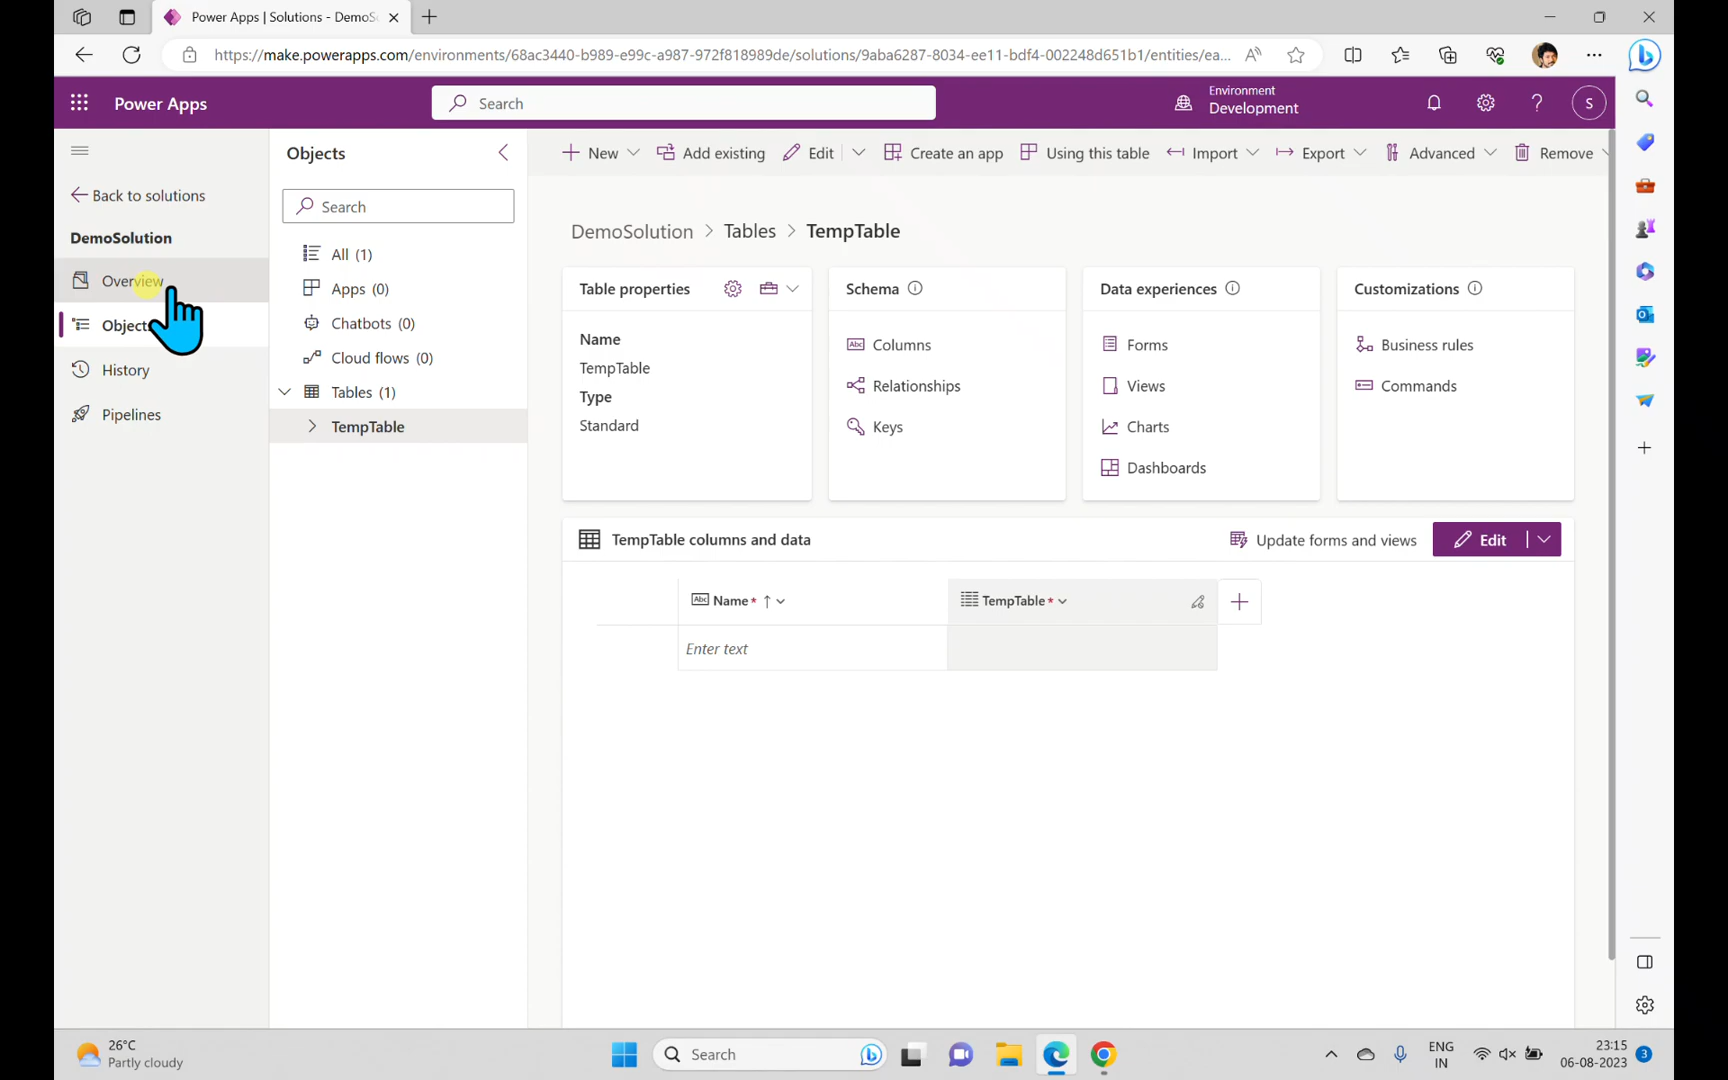 Power Apps | Solutions - DemoS
https://make.powerapps.com/environments/68ac3440-b989-e99c-a987-972f818989de/solutions/9aba6287-8034-ee11-bdf4-002248d651b1/entities/ea...
Power Apps
Search
Environment
Development
S
Back to solutions
DemoSolution
Overview
Objects
History
Pipelines
Objects
Search
All (1)
Apps (0)
Chatbots (0)
Cloud flows (0)
Tables (1)
TempTable
New
Add existing
Edit
Create an app
Using this table
Import
Export
Advanced
Remove
DemoSolution > Tables > TempTable
Table properties
Name
TempTable
Type
Standard
Schema
Columns
Relationships
Keys
Data experiences
Forms
Views
Charts
Dashboards
Customizations
Business rules
Commands
TempTable columns and data
Update forms and views
Edit
Abc Name * ↑
TempTable *
Enter text
26°C
Partly cloudy
Search
ENG
IN
23:15
06-08-2023
3